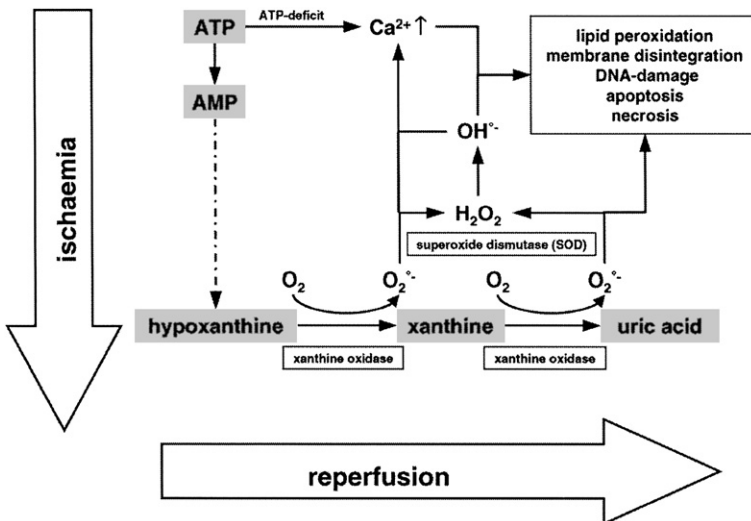 ATP
ATP-deficit
Ca²⁺ ↑
lipid peroxidation
membrane disintegration
DNA-damage
apoptosis
necrosis
AMP
OH°⁻
ischaemia
H₂O₂
superoxide dismutase (SOD)
O₂
O₂°⁻
O₂
O₂°⁻
hypoxanthine
xanthine
uric acid
xanthine oxidase
xanthine oxidase
reperfusion